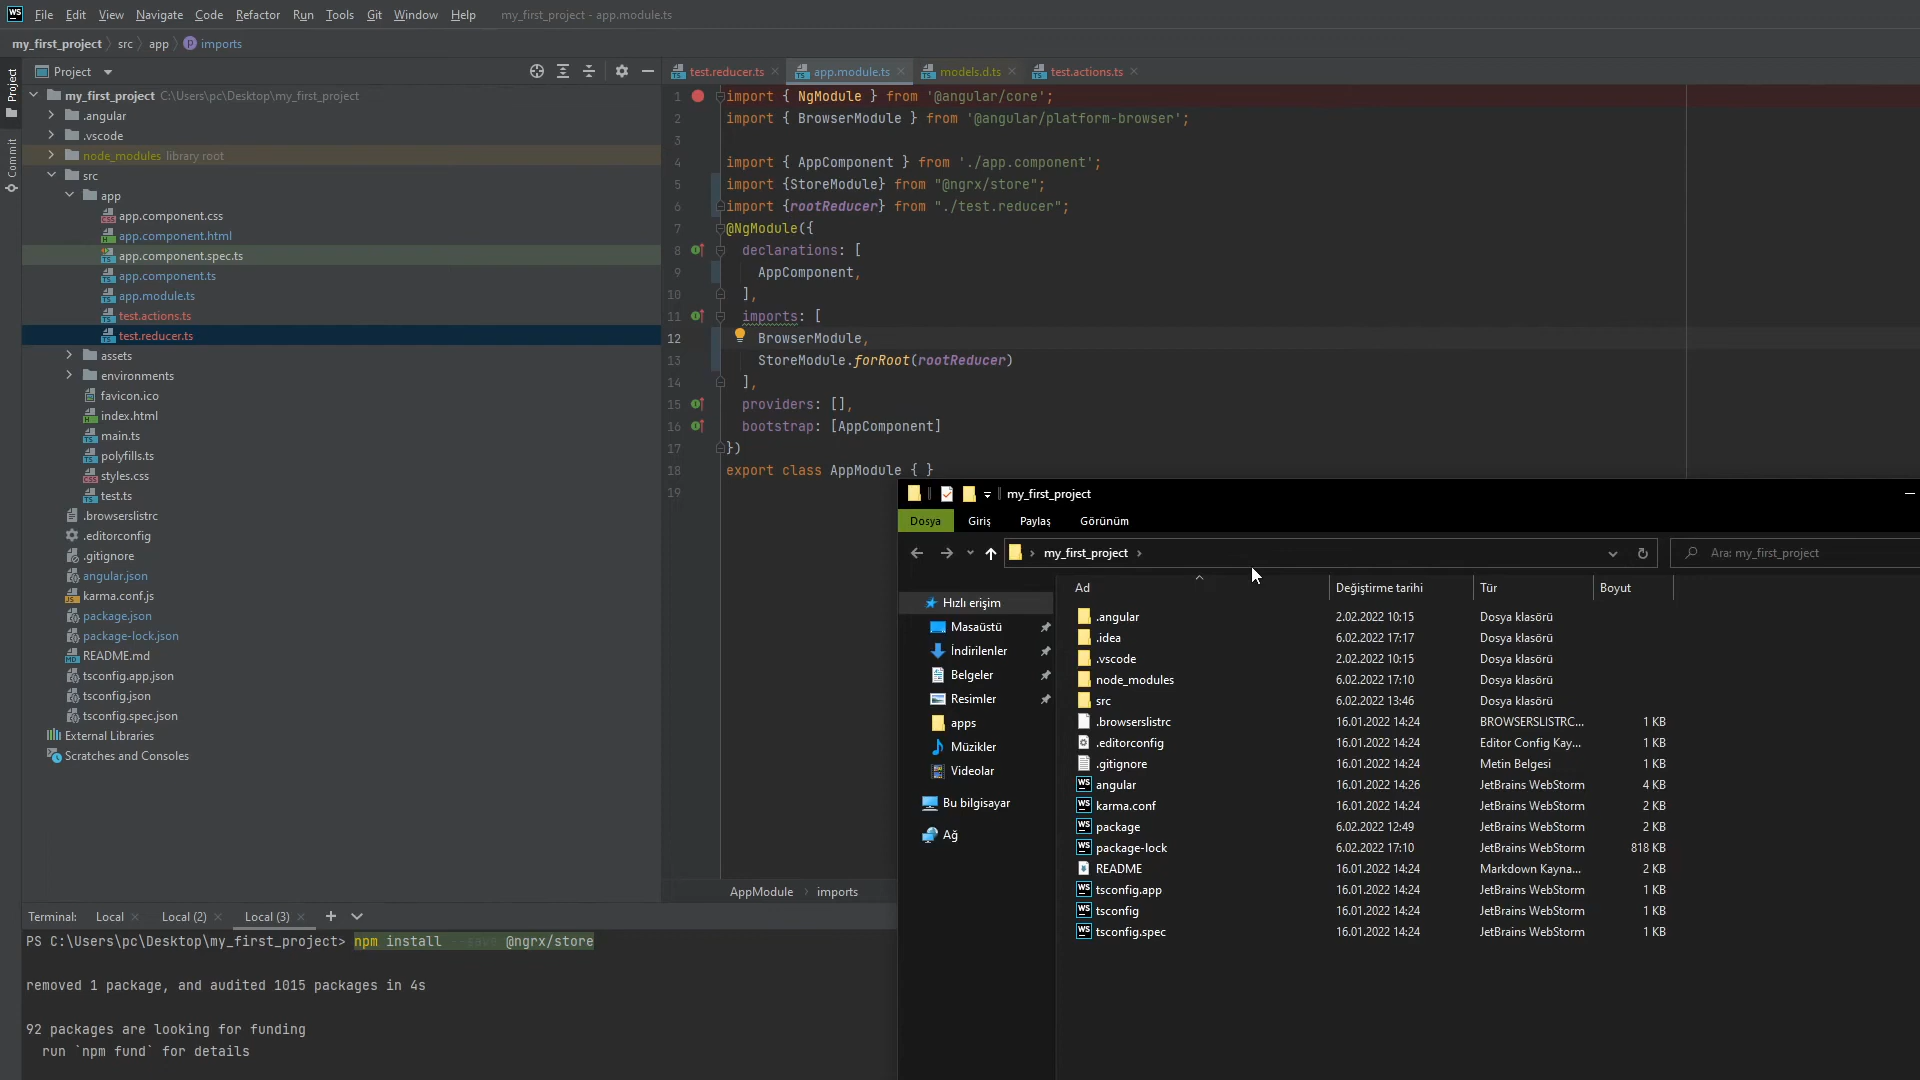 WS File Edit View Navigate Code Refactor Run Tools Git Window Help my_first_project - app.module.ts
my_first_project src app imports
Project
Commit
Project
my_first_project C:\Users\pc\Desktop\my_first_project
.angular
.vscode
node_modules library root
src
app
app.component.css
app.component.html
app.component.spec.ts
app.component.ts
app.module.ts
test.actions.ts
test.reducer.ts
assets
environments
favicon.ico
index.html
main.ts
polyfills.ts
styles.css
test.ts
.browserslistrc
.editorconfig
.gitignore
angular.json
karma.conf.js
package.json
package-lock.json
README.md
tsconfig.app.json
tsconfig.json
tsconfig.spec.json
External Libraries
Scratches and Consoles
test.reducer.ts app.module.ts models.d.ts test.actions.ts
1 import { NgModule } from '@angular/core';
2 import { BrowserModule } from '@angular/platform-browser';
3
4 import { AppComponent } from './app.component';
5 import {StoreModule} from "@ngrx/store";
6 import {rootReducer} from "./test.reducer";
7 @NgModule({
8 declarations: [
9 AppComponent,
10 ],
11 imports: [
12 BrowserModule,
13 StoreModule.forRoot(rootReducer)
14 ],
15 providers: [],
16 bootstrap: [AppComponent]
17 })
18 export class AppModule { }
19
AppModule imports
my_first_project
Dosya Giriş Paylaş Görünüm
my_first_project
Ara: my_first_project
Hızlı erişim
Masaüstü
İndirilenler
Belgeler
Resimler
apps
Müzikler
Videolar
Bu bilgisayar
Ağ
Ad Değiştirme tarihi Tür Boyut
.angular 2.02.2022 10:15 Dosya klasörü
.idea 6.02.2022 17:17 Dosya klasörü
.vscode 2.02.2022 10:15 Dosya klasörü
node_modules 6.02.2022 17:10 Dosya klasörü
src 6.02.2022 13:46 Dosya klasörü
.browserslistrc 16.01.2022 14:24 BROWSERSLISTRC... 1 KB
.editorconfig 16.01.2022 14:24 Editor Config Kay... 1 KB
.gitignore 16.01.2022 14:24 Metin Belgesi 1 KB
angular 16.01.2022 14:26 JetBrains WebStorm 4 KB
karma.conf 16.01.2022 14:24 JetBrains WebStorm 2 KB
package 6.02.2022 12:49 JetBrains WebStorm 2 KB
package-lock 6.02.2022 17:10 JetBrains WebStorm 818 KB
README 16.01.2022 14:24 Markdown Kayna... 2 KB
tsconfig.app 16.01.2022 14:24 JetBrains WebStorm 1 KB
tsconfig 16.01.2022 14:24 JetBrains WebStorm 1 KB
tsconfig.spec 16.01.2022 14:24 JetBrains WebStorm 1 KB
Terminal: Local Local (2) Local (3)
PS C:\Users\pc\Desktop\my_first_project> npm install --save @ngrx/store
removed 1 package, and audited 1015 packages in 4s
92 packages are looking for funding
run `npm fund` for details